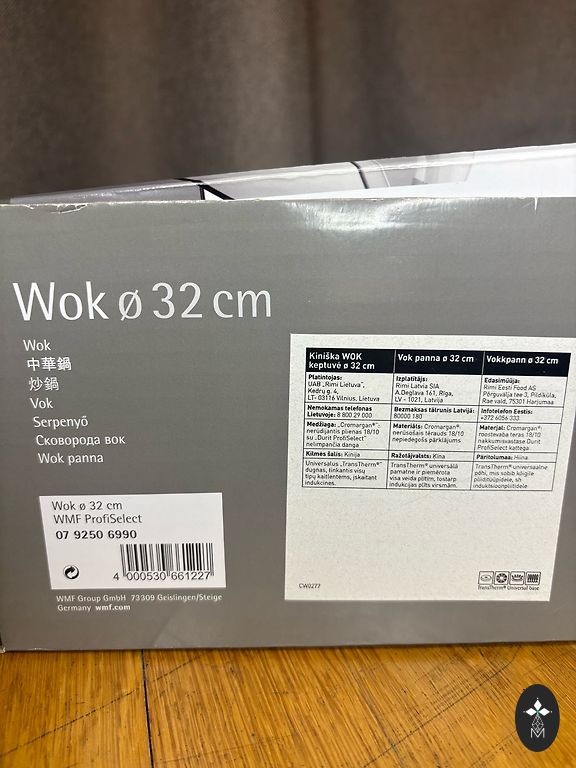 Wok ø 32 cm
Wok
中華鍋
炒鍋
Vok
Serpenyő
Сковорода вок
Wok panna
Wok ø 32 cm
WMF ProfiSelect
07 9250 6990
4 000530 661227
WMF Group GmbH 73309 Geislingen/Steige
Germany wmf.com
Kiniška WOK
keptuvė ø 32 cm
Platintojas:
UAB „Rimi Lietuva",
Kedrų g. 4,
LT- 03116 Vilnius, Lietuva
Nemokamas telefonas
Lietuvoje: 8 800 29 000
Medžiaga: „Cromargan®":
nerūdijantis plienas 18/10
su „Durit ProfiSelect"
nelimpančia danga
Kilmės šalis: Kinija
Universalus „TransTherm®"
dugnas, tinkantis visų
tipų kaitlentėms, įskaitant
indukcines.
Vok panna ø 32 cm
Izplatītājs:
Rimi Latvia SIA
A.Deglava 161, Rīga,
LV - 1021, Latvija
Bezmaksas tālrunis Latvijā:
80000 180
Materiāls: Cromargan®:
nerūsošais tērauds 18/10
nepiedegošs pārklājums
Ražotājvalsts: Ķīna
TransTherm® universālā
pamatne ir piemērota
visa veida plītīm, tostarp
indukcijas plīts virsmām.
Vokkpann ø 32 cm
Edasimüüja:
Rimi Eesti Food AS
Põrguvälja tee 3, Pildiküla,
Rae vald, 75301 Harjumaa
Infotelefon Eestis:
+372 6056 333
Materjal: Cromargan®:
roostevaba teras 18/10
nakkumisvastase Durit
ProfiSelect kattega
Päritolumaa: Hiina
TransTherm® universaalne
põhi, mis sobib kõigile
pliiditüüpidele, sh
induktsioonpliitidele
CW0277
TransTherm® Universal base
M